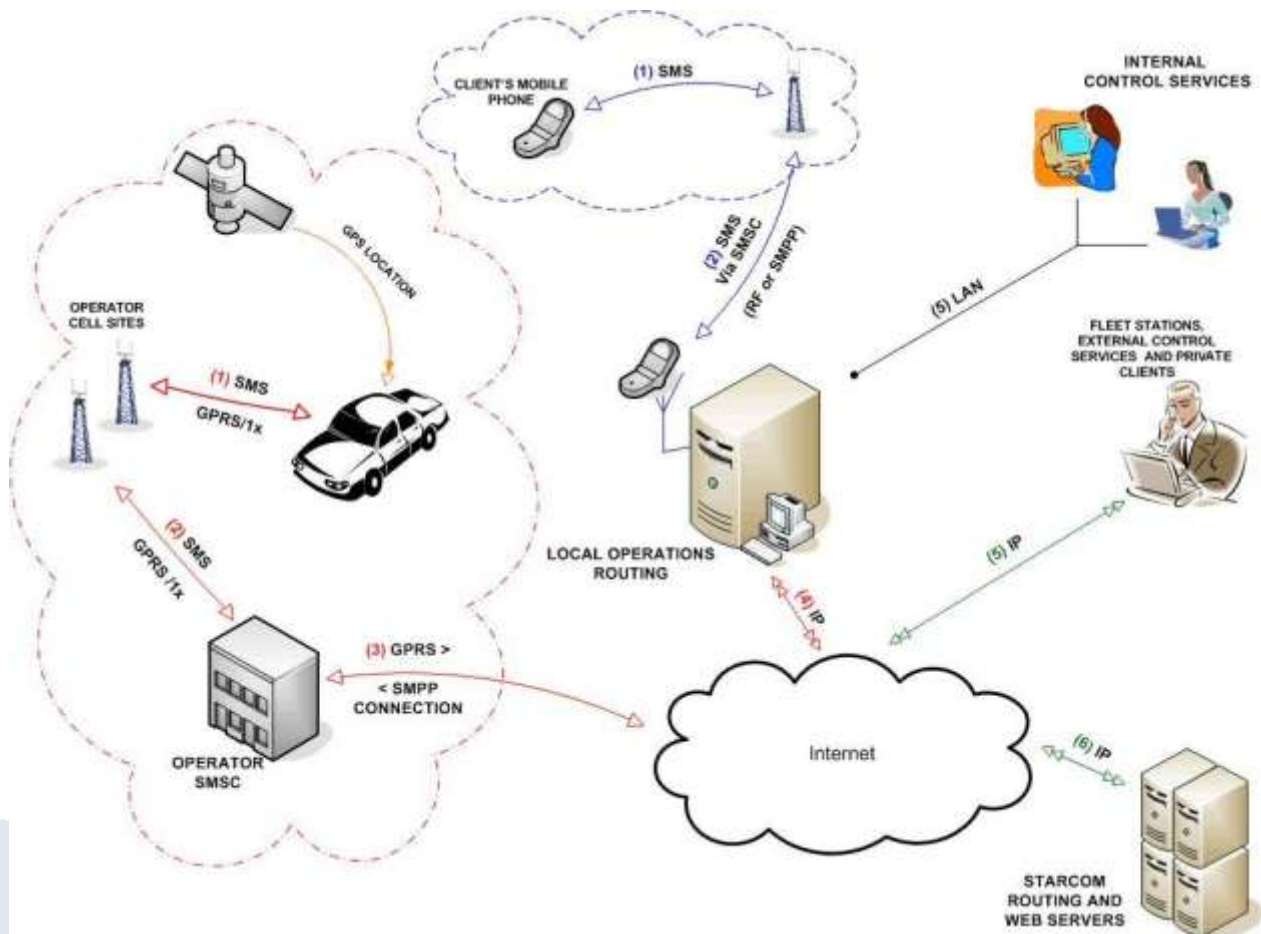 (1) SMS
CLIENT'S MOBILE
PHONE
INTERNAL
CONTROL SERVICES
GPS LOCATION
(2) SMS
Via SMSC
(RF or SMPP)
(5) LAN
OPERATOR
CELL SITES
(1) SMS
GPRS/1x
FLEET STATIONS,
EXTERNAL CONTROL
SERVICES AND PRIVATE
CLIENTS
(2) SMS
GPRS /1x
LOCAL OPERATIONS
ROUTING
(4) IP
(5) IP
(3) GPRS >
< SMPP
CONNECTION
OPERATOR
SMSC
Internet
(6) IP
STARCOM
ROUTING AND
WEB SERVERS